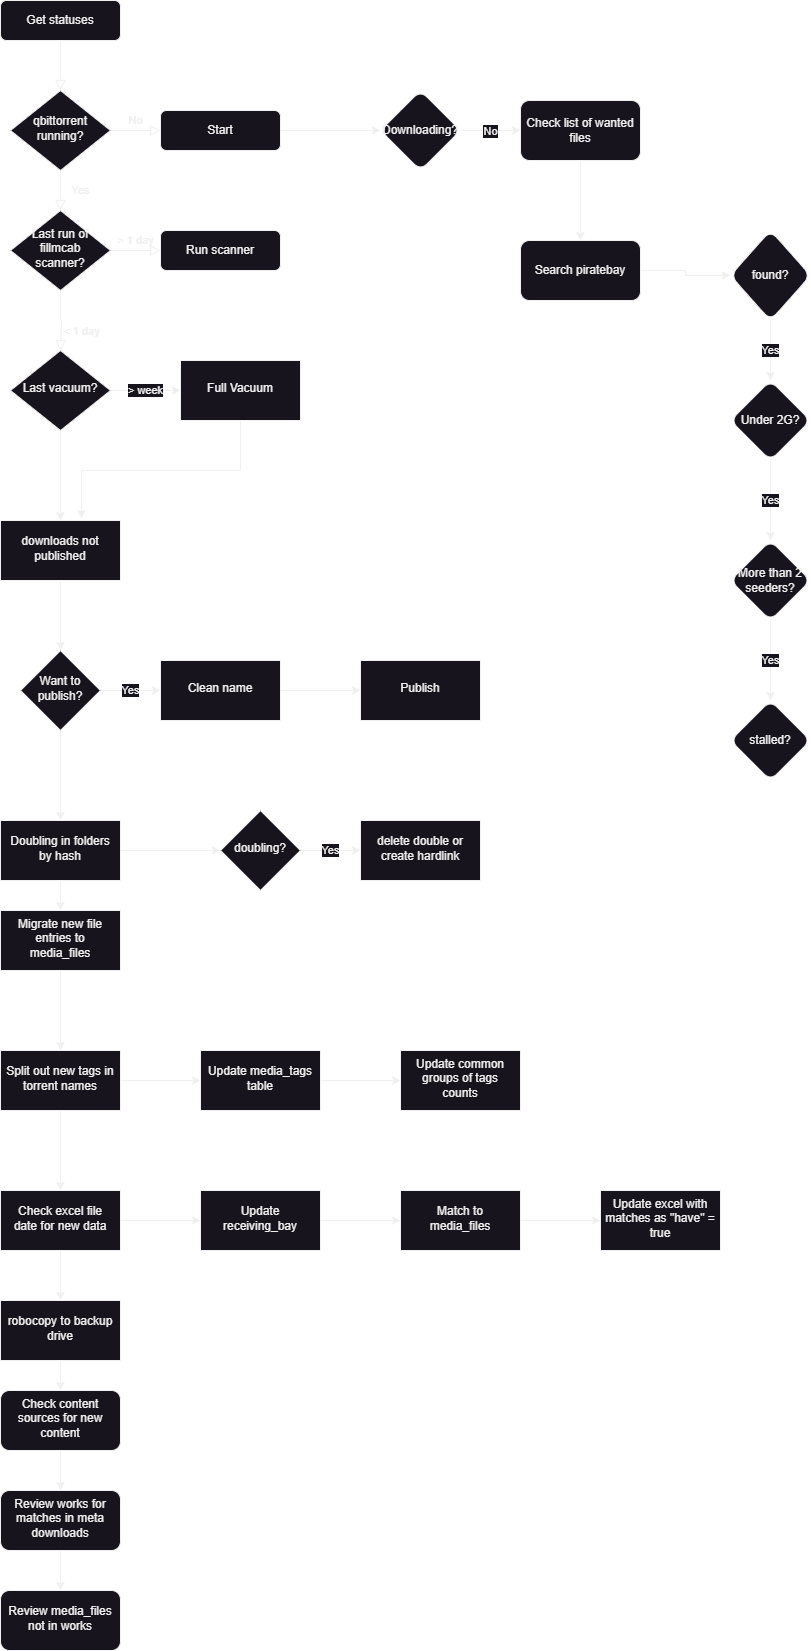 Get statuses
qbittorrent
running?
No
Start
Downloading?
No
Check list of wanted
files
Yes
Last run of
fillmcab
scanner?
> 1 day
Run scanner
Search piratebay
found?
< 1 day
Yes
Last vacuum?
> week
Full Vacuum
Under 2G?
Yes
downloads not
published
More than 2
seeders?
Yes
Want to
publish?
Yes
Clean name
Publish
stalled?
Doubling in folders
by hash
doubling?
Yes
delete double or
create hardlink
Migrate new file
entries to
media_files
Split out new tags in
torrent names
Update media_tags
table
Update common
groups of tags
counts
Check excel file
date for new data
Update
receiving_bay
Match to
media_files
Update excel with
matches as "have" =
true
robocopy to backup
drive
Check content
sources for new
content
Review works for
matches in meta
downloads
Review media_files
not in works